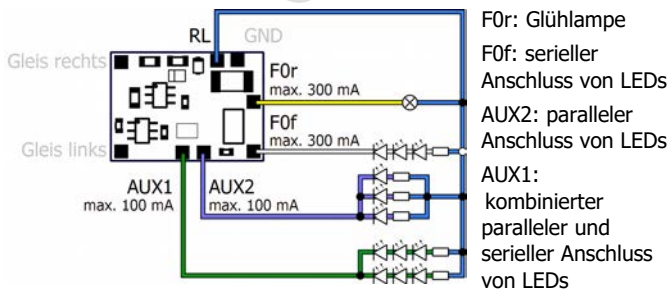 RL
GND
Gleis rechts
F0r
max. 300 mA
F0f
max. 300 mA
Gleis links
AUX1
max. 100 mA
AUX2
max. 100 mA
F0r: Glühlampe
F0f: serieller
Anschluss von LEDs
AUX2: paralleler
Anschluss von LEDs
AUX1:
kombinierter
paralleler und
serieller Anschluss
von LEDs